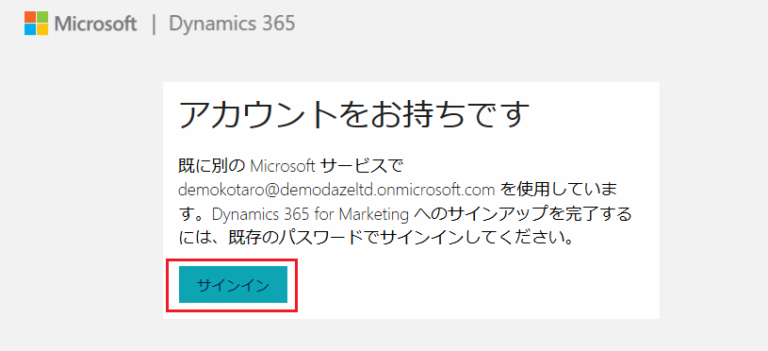 Microsoft | Dynamics 365
アカウントをお持ちです
既に別の Microsoft サービスで
demokotaro@demodazeltd.onmicrosoft.com を使用していま
す。Dynamics 365 for Marketing へのサインアップを完了する
には、既存のパスワードでサインインしてください。
サインイン